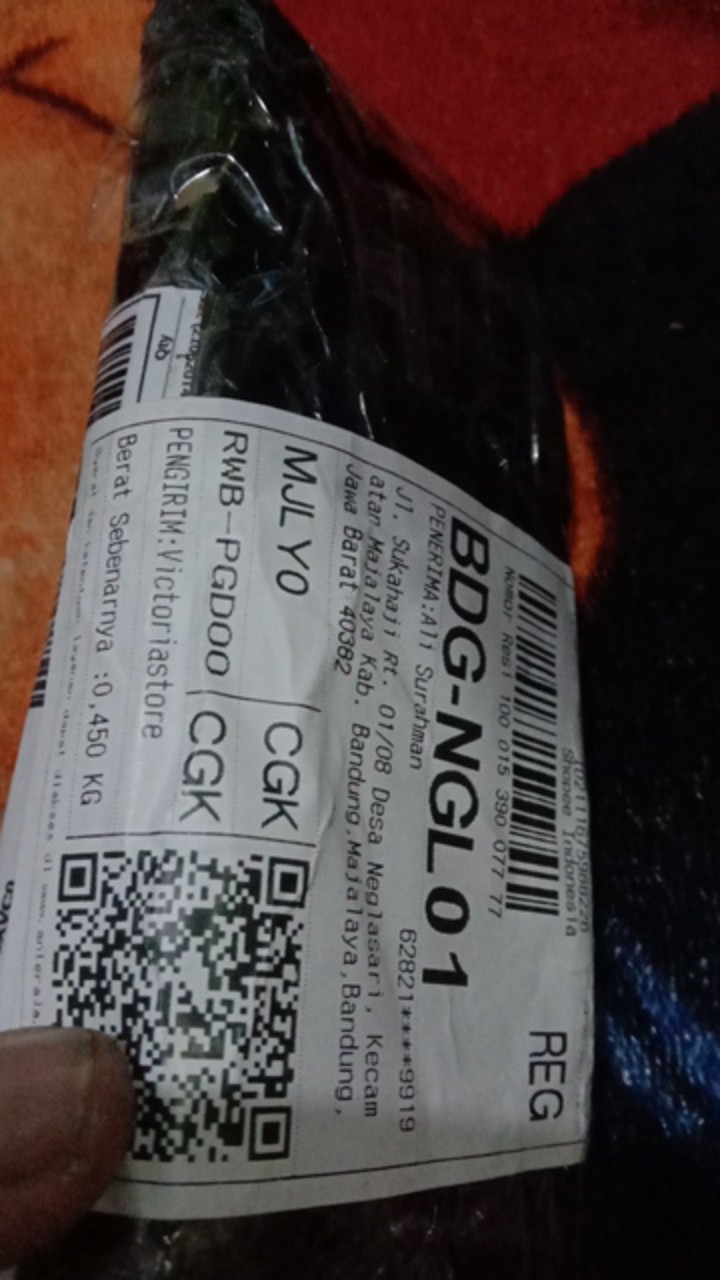 Shopee Indonesia
REG
Nomor Resi 100 015 390 077 77
BDG-NGL01
PENERIMA:Ali Surahman 62821****9919
Jl. Sukahaji Rt. 01/08 Desa Neglasari, Kecam
atan Majalaya Kab. Bandung,Majalaya,Bandung,
Jawa Barat 40382
MJLY0 CGK
RWB-PGD00 CGK
PENGIRIM:Victoriastore
Berat Sebenarnya :0,450 KG